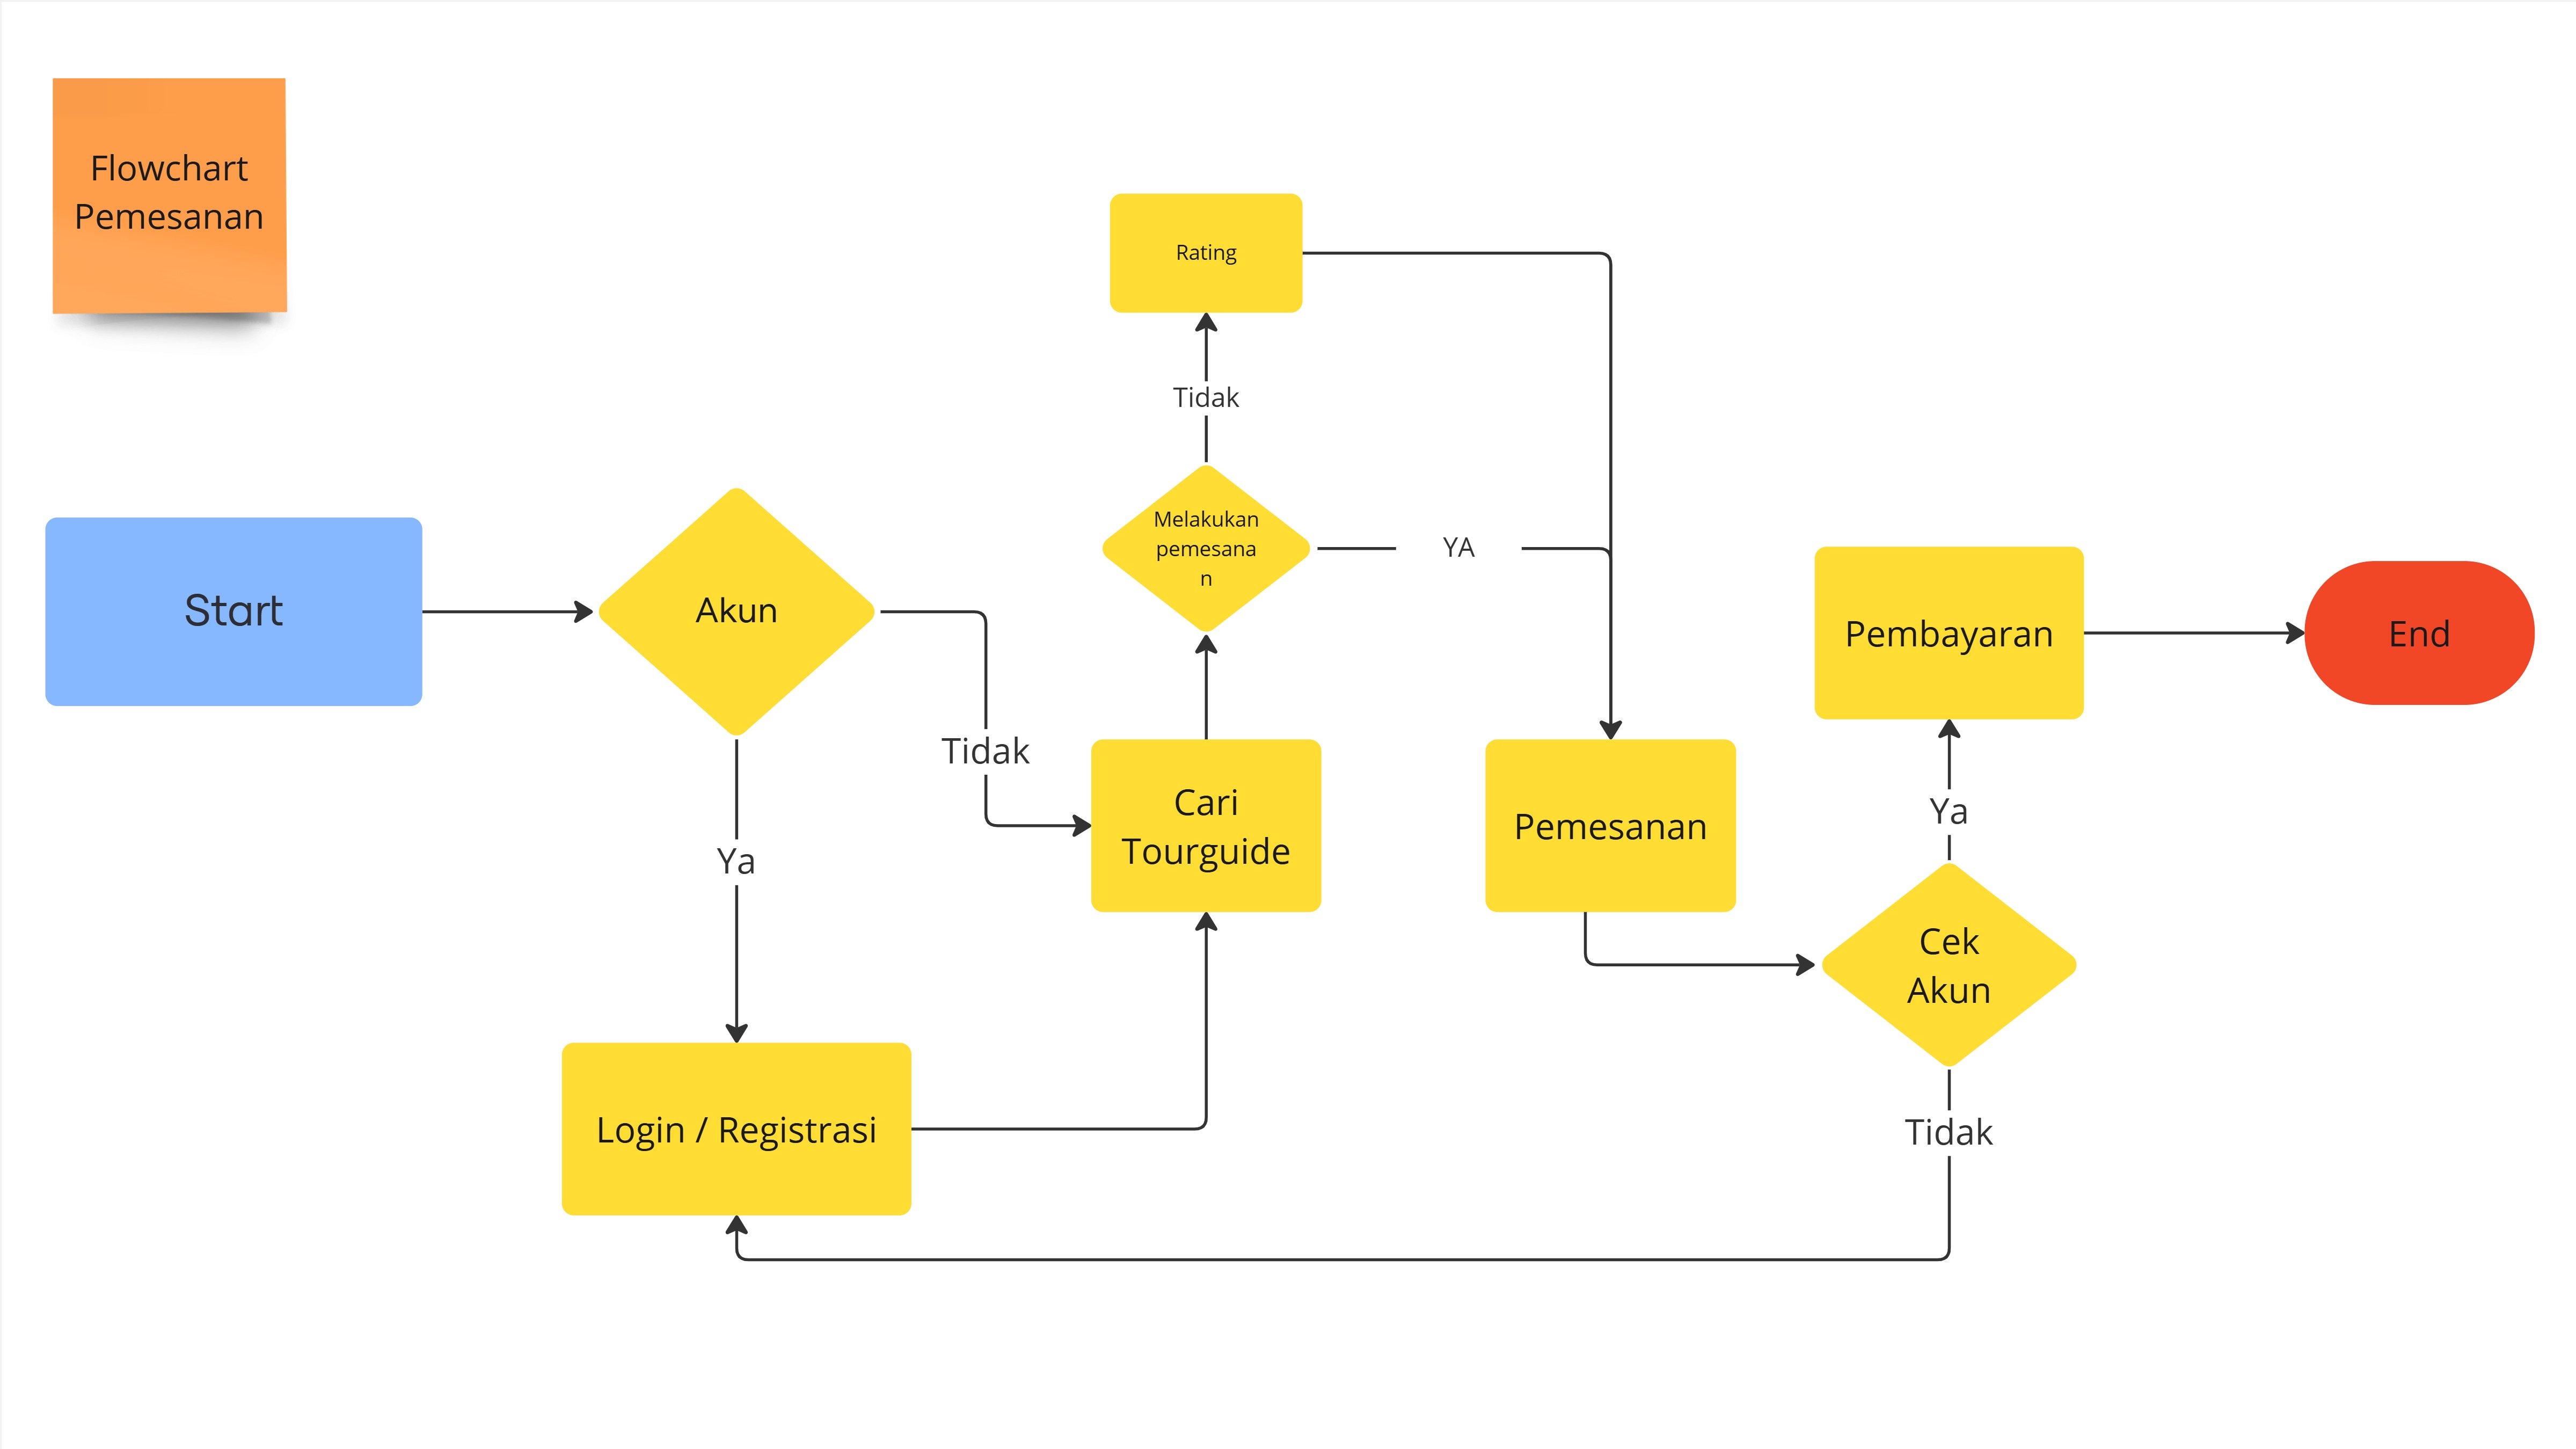 Flowchart
Pemesanan
Rating
Tidak
Melakukan
pemesana
n
YA
Start
Akun
Tidak
Ya
Cari
Tourguide
Pemesanan
Pembayaran
End
Ya
Cek
Akun
Tidak
Login / Registrasi